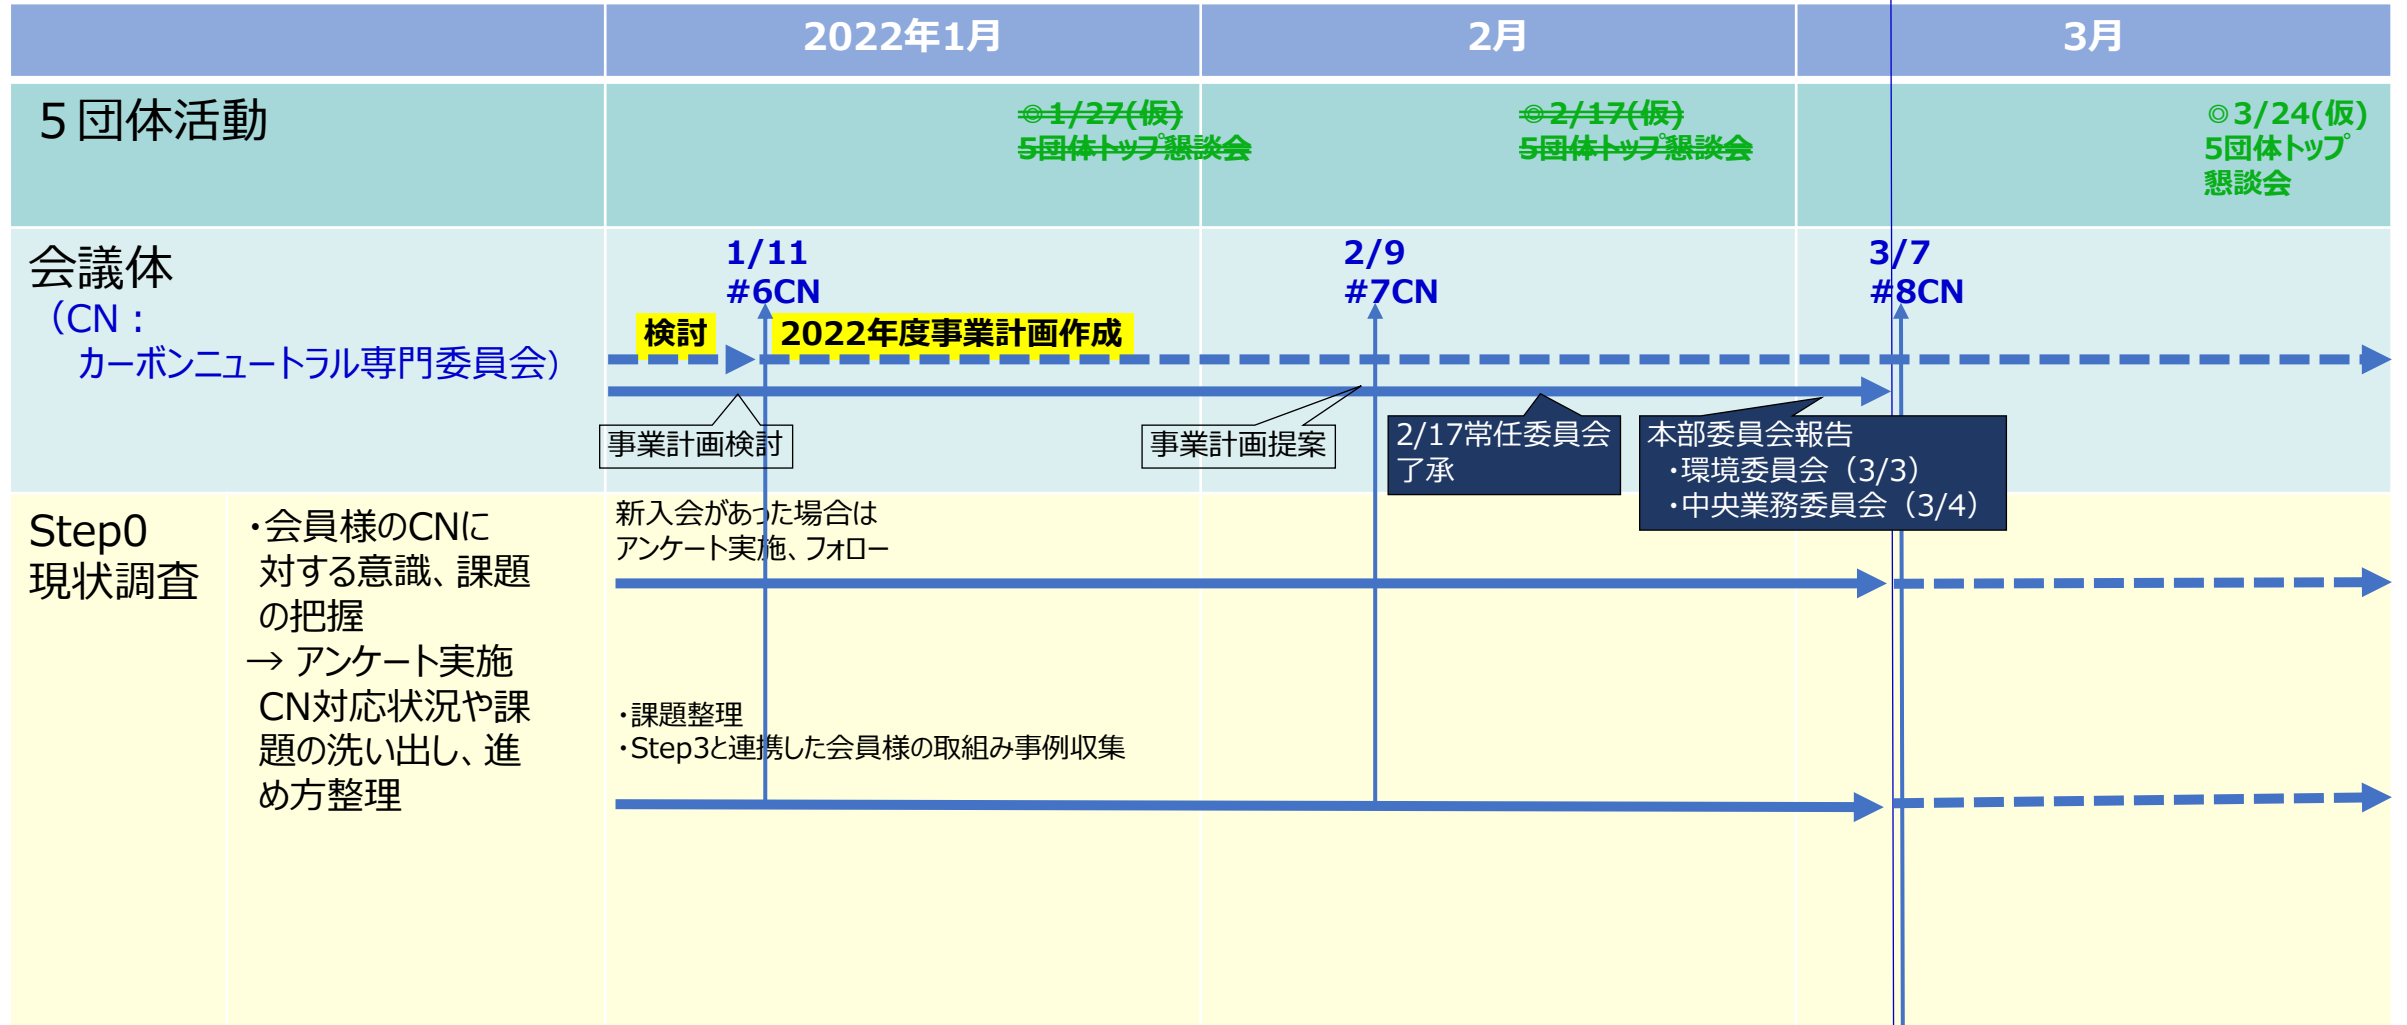 2022年1月
2月
3月
５団体活動
◎1/27(仮)
5団体トップ懇談会
◎2/17(仮)
5団体トップ懇談会
◎3/24(仮)
5団体トップ
懇談会
会議体
（CN：
カーボンニュートラル専門委員会）
1/11
#6CN
2/9
#7CN
3/7
#8CN
検討
2022年度事業計画作成
事業計画検討
事業計画提案
2/17常任委員会
了承
本部委員会報告
・環境委員会（3/3）
・中央業務委員会（3/4）
Step0
現状調査
・会員様のCNに
対する意識、課題
の把握
→ アンケート実施
CN対応状況や課
題の洗い出し、進
め方整理
新入会があった場合は
アンケート実施、フォロー
・課題整理
・Step3と連携した会員様の取組み事例収集